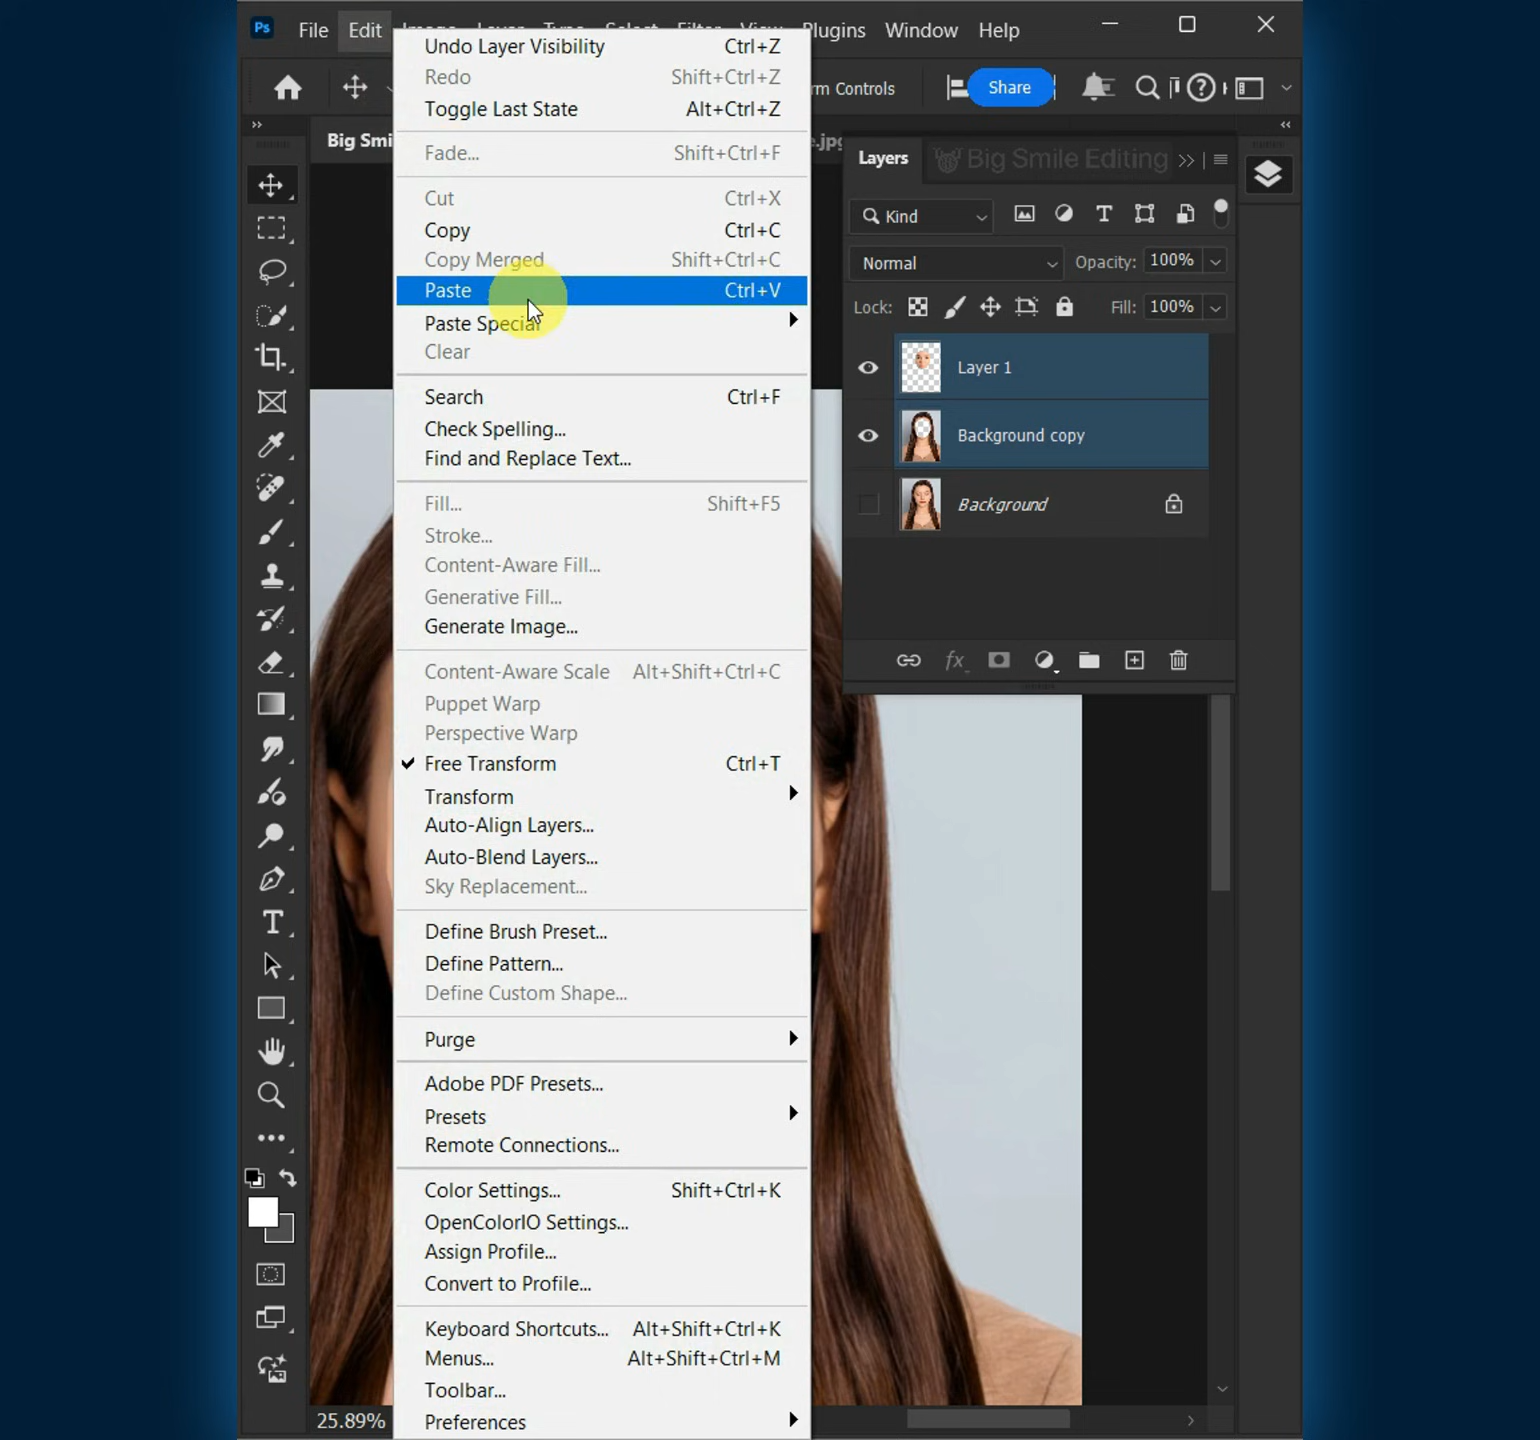 Ps File Edit Image Layer Type Select Filter View Plugins Window Help
rm Controls Share
Big Smi
e.jpg
Undo Layer Visibility Ctrl+Z
Redo Shift+Ctrl+Z
Toggle Last State Alt+Ctrl+Z
Fade... Shift+Ctrl+F
Cut Ctrl+X
Copy Ctrl+C
Copy Merged Shift+Ctrl+C
Paste Ctrl+V
Paste Special
Clear
Search Ctrl+F
Check Spelling...
Find and Replace Text...
Fill... Shift+F5
Stroke...
Content-Aware Fill...
Generative Fill...
Generate Image...
Content-Aware Scale Alt+Shift+Ctrl+C
Puppet Warp
Perspective Warp
Free Transform Ctrl+T
Transform
Auto-Align Layers...
Auto-Blend Layers...
Sky Replacement...
Define Brush Preset...
Define Pattern...
Define Custom Shape...
Purge
Adobe PDF Presets...
Presets
Remote Connections...
Color Settings... Shift+Ctrl+K
OpenColorIO Settings...
Assign Profile...
Convert to Profile...
Keyboard Shortcuts... Alt+Shift+Ctrl+K
Menus... Alt+Shift+Ctrl+M
Toolbar...
Preferences
Layers Big Smile Editing
Kind
Normal Opacity: 100%
Lock: Fill: 100%
Layer 1
Background copy
Background
25.89%